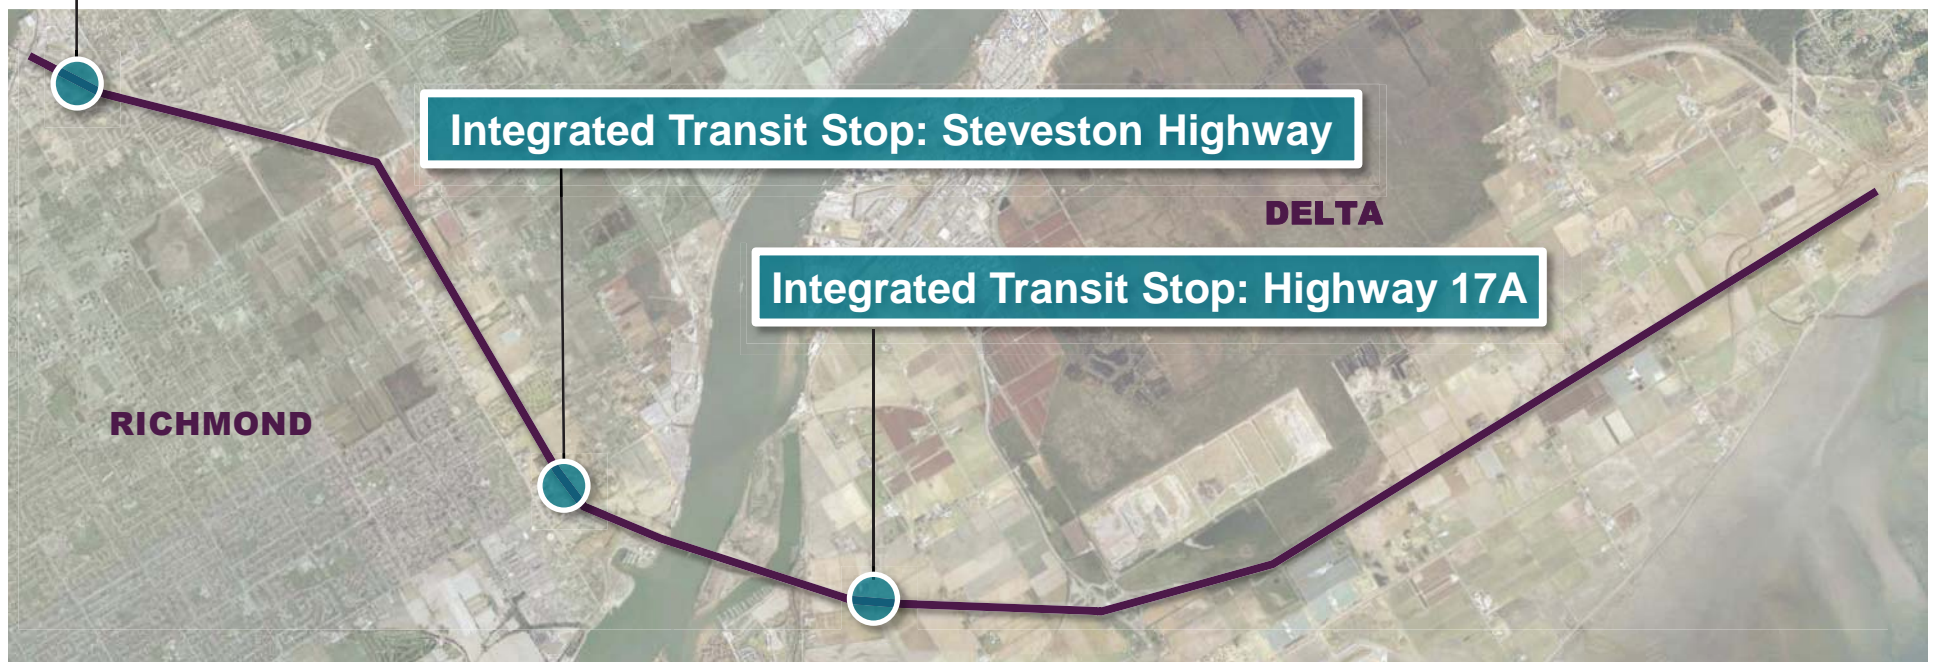 Integrated Transit Stop: Steveston Highway
DELTA
Integrated Transit Stop: Highway 17A
RICHMOND